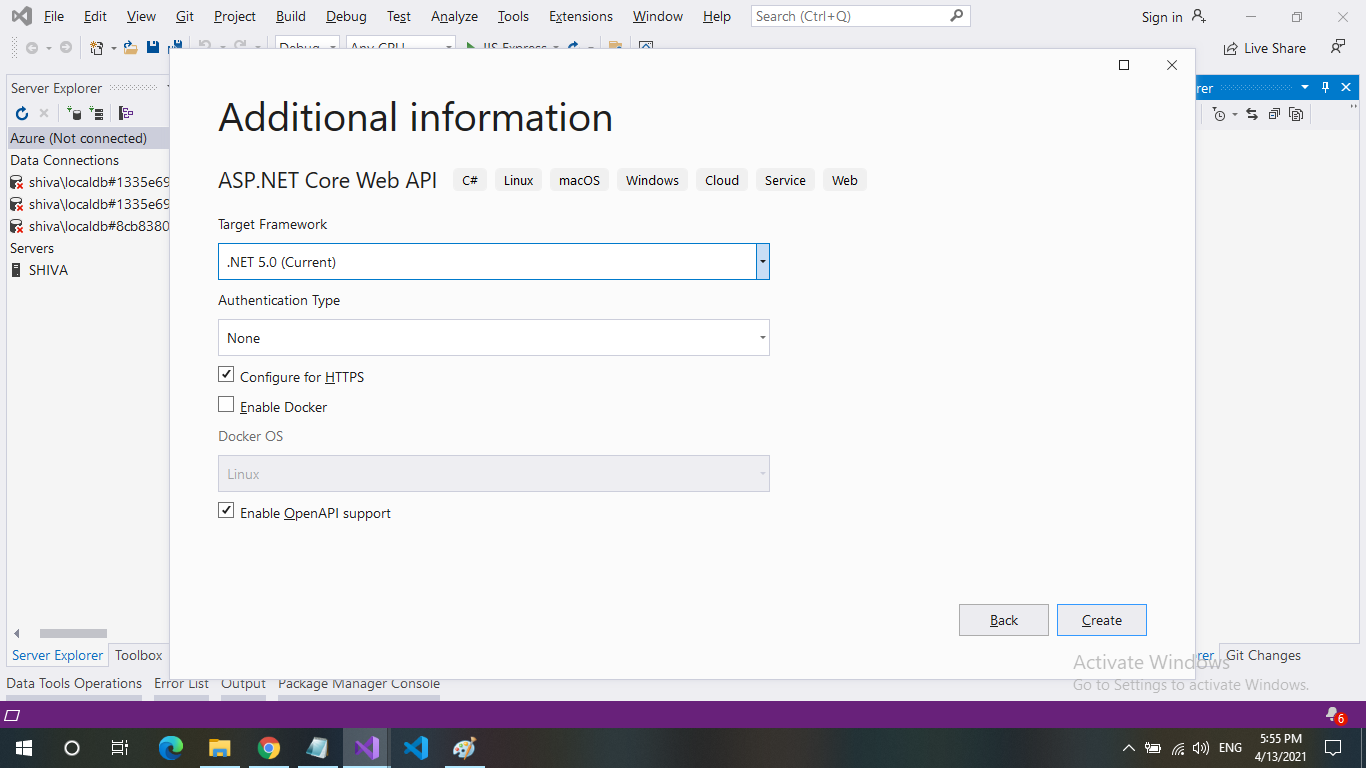 File Edit View Git Project Build Debug Test Analyze Tools Extensions Window Help Search (Ctrl+Q) Sign in
Debug Any CPU IIS Express Live Share
Server Explorer
Additional information
Azure (Not connected)
Data Connections
shiva\localdb#1335e69
shiva\localdb#1335e69
shiva\localdb#8cb8380
Servers
SHIVA
ASP.NET Core Web API C# Linux macOS Windows Cloud Service Web
Target Framework
.NET 5.0 (Current)
Authentication Type
None
Configure for HTTPS
Enable Docker
Docker OS
Linux
Enable OpenAPI support
Back Create
rer
Server Explorer Toolbox
rer Git Changes
Data Tools Operations Error List Output Package Manager Console
Activate Windows
Go to Settings to activate Windows.
6
ENG
5:55 PM
4/13/2021